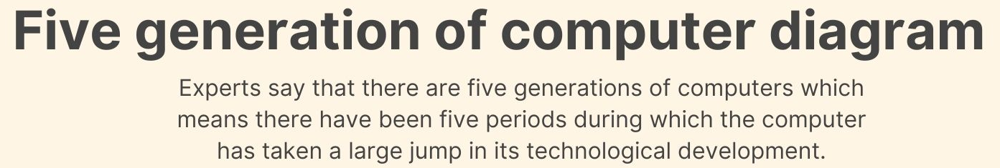 Five generation of computer diagram
Experts say that there are five generations of computers which
means there have been five periods during which the computer
has taken a large jump in its technological development.